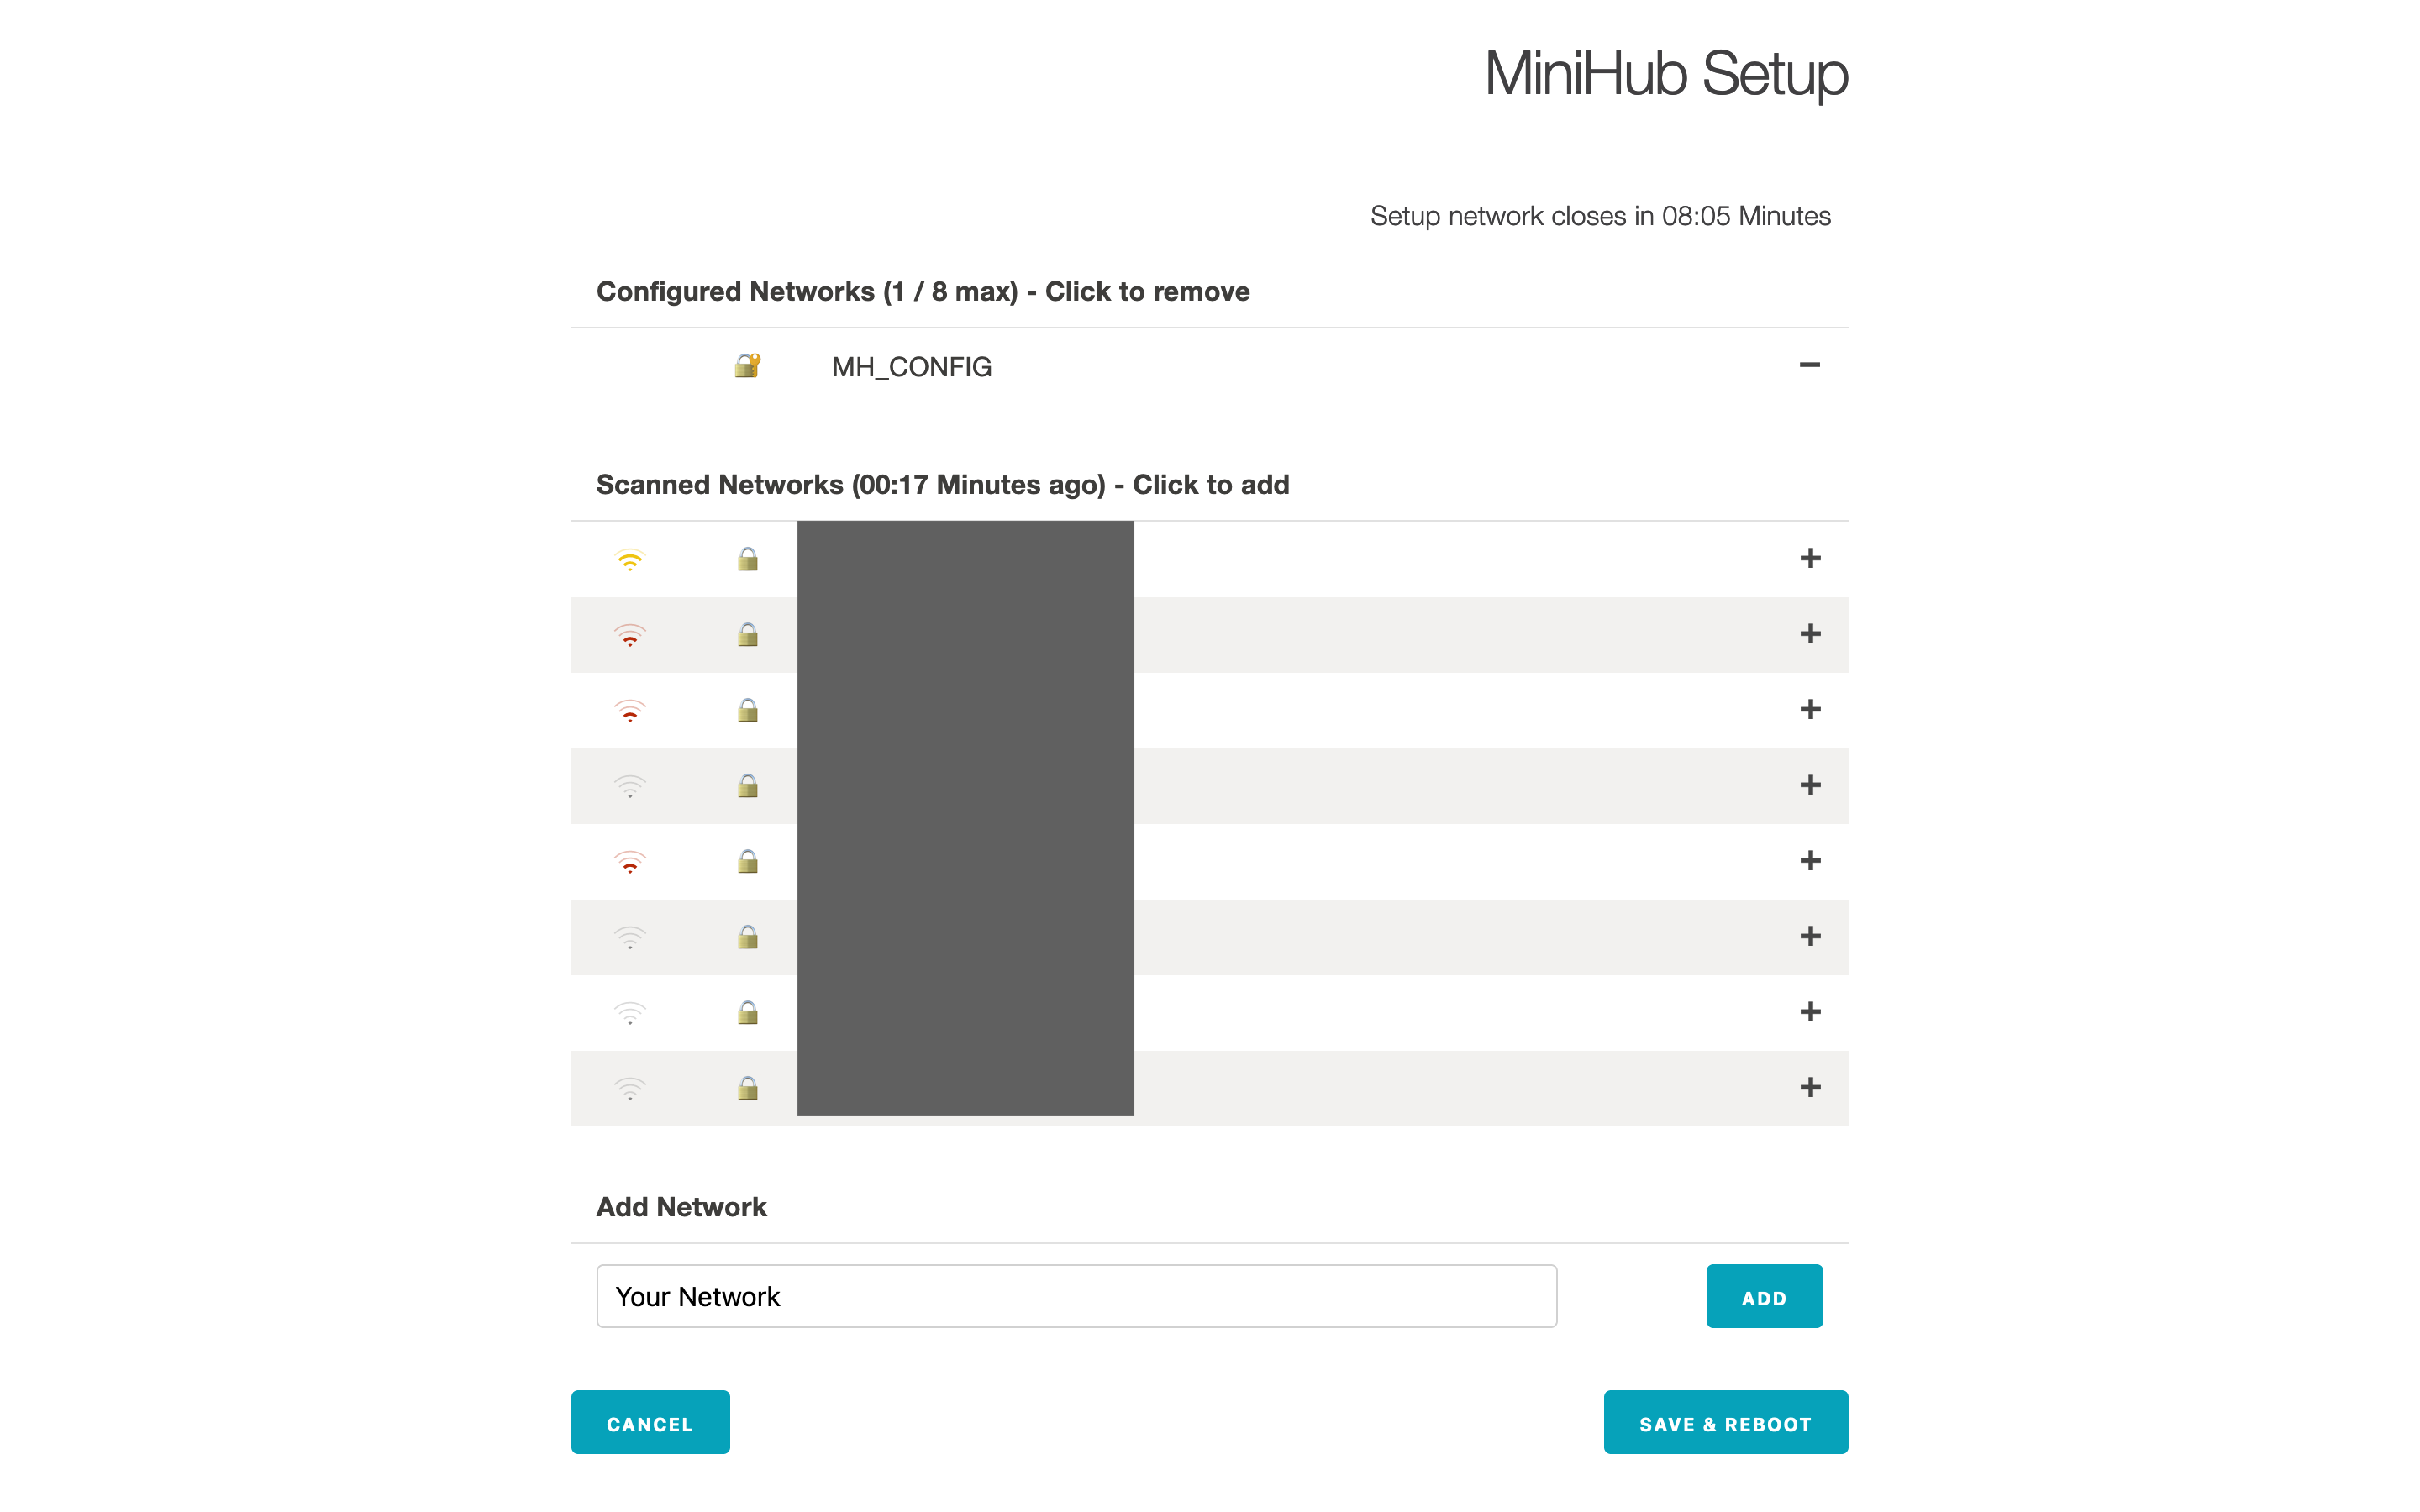 MiniHub Setup
Setup network closes in 08:05 Minutes
Configured Networks (1 / 8 max) - Click to remove
MH_CONFIG
Scanned Networks (00:17 Minutes ago) - Click to add
Add Network
Your Network
ADD
CANCEL
SAVE & REBOOT